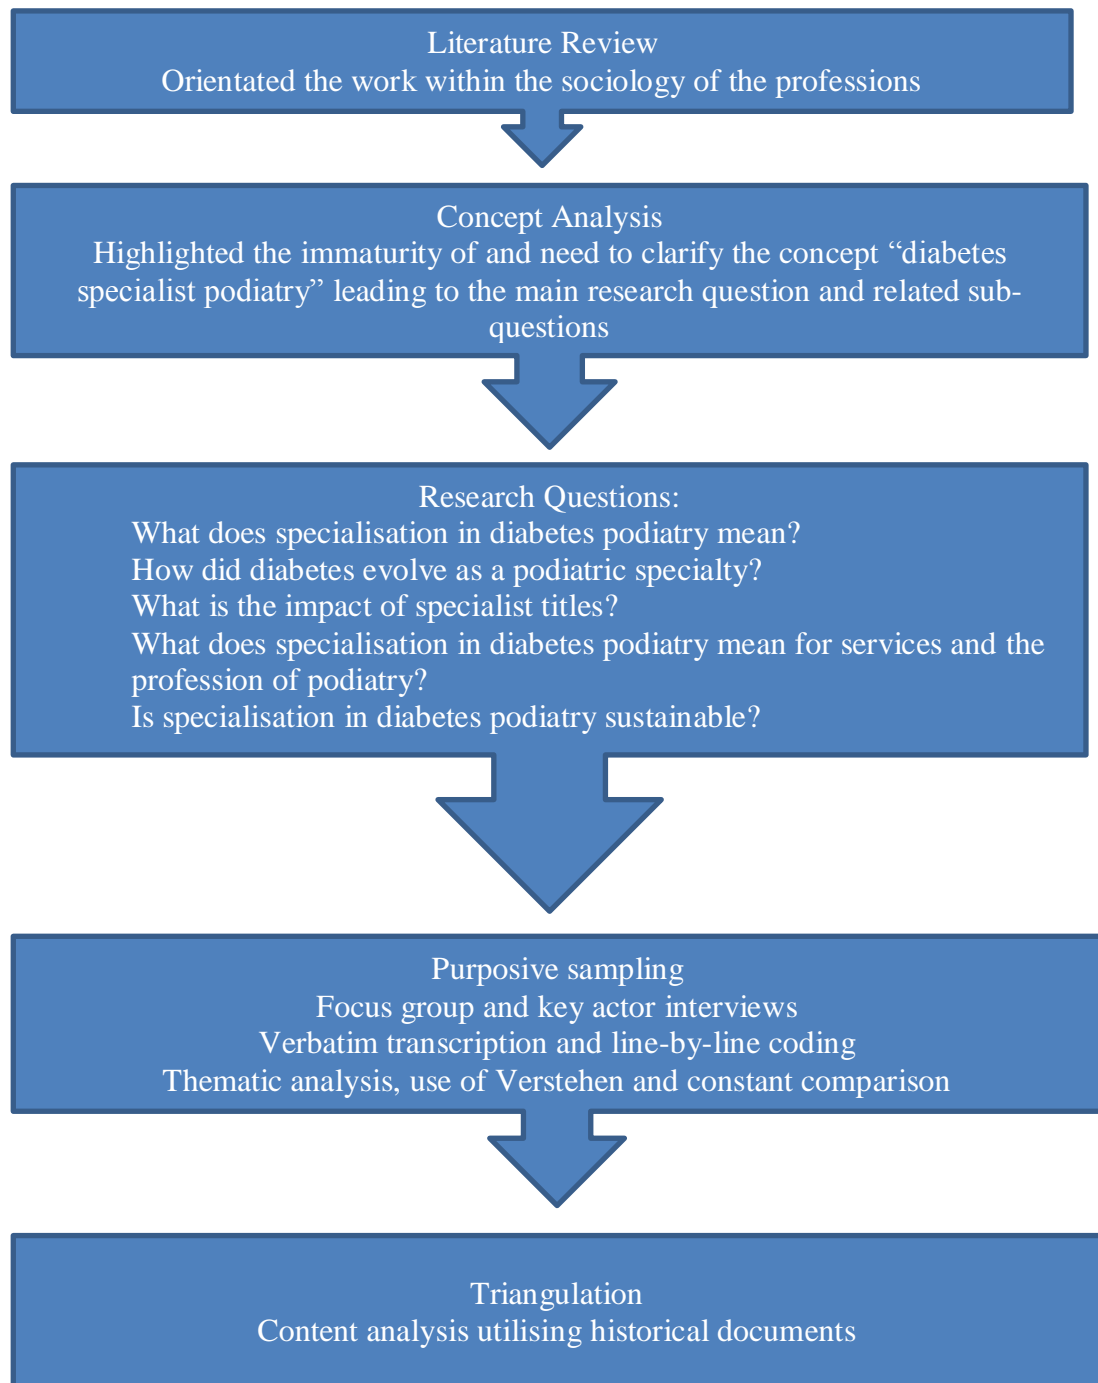 Literature Review
Orientated the work within the sociology of the professions
Concept Analysis
Highlighted the immaturity of and need to clarify the concept “diabetes
specialist podiatry” leading to the main research question and related sub-
questions
Research Questions:
What does specialisation in diabetes podiatry mean?
How did diabetes evolve as a podiatric specialty?
What is the impact of specialist titles?
What does specialisation in diabetes podiatry mean for services and the
profession of podiatry?
Is specialisation in diabetes podiatry sustainable?
Purposive sampling
Focus group and key actor interviews
Verbatim transcription and line-by-line coding
Thematic analysis, use of Verstehen and constant comparison
Triangulation
Content analysis utilising historical documents